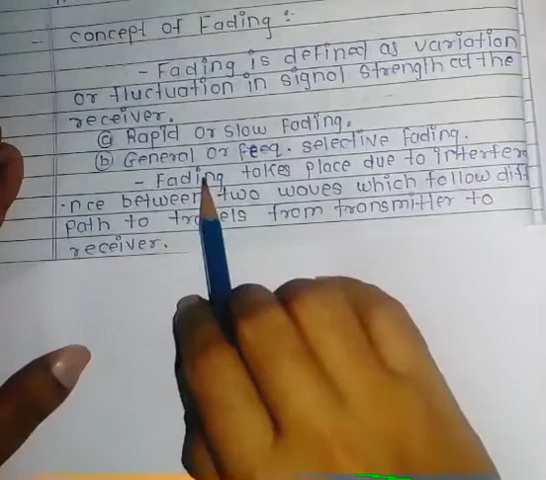 - concept of Fading :
- Fading is defined as variation
or fluctuation in signal strength at the
receiver.
(a) Rapid or slow Fading.
(b) General or freq. selective fading.
- Fading takes place due to interfer
-nce between two waves which follow diff
path to travels from transmitter to
receiver.